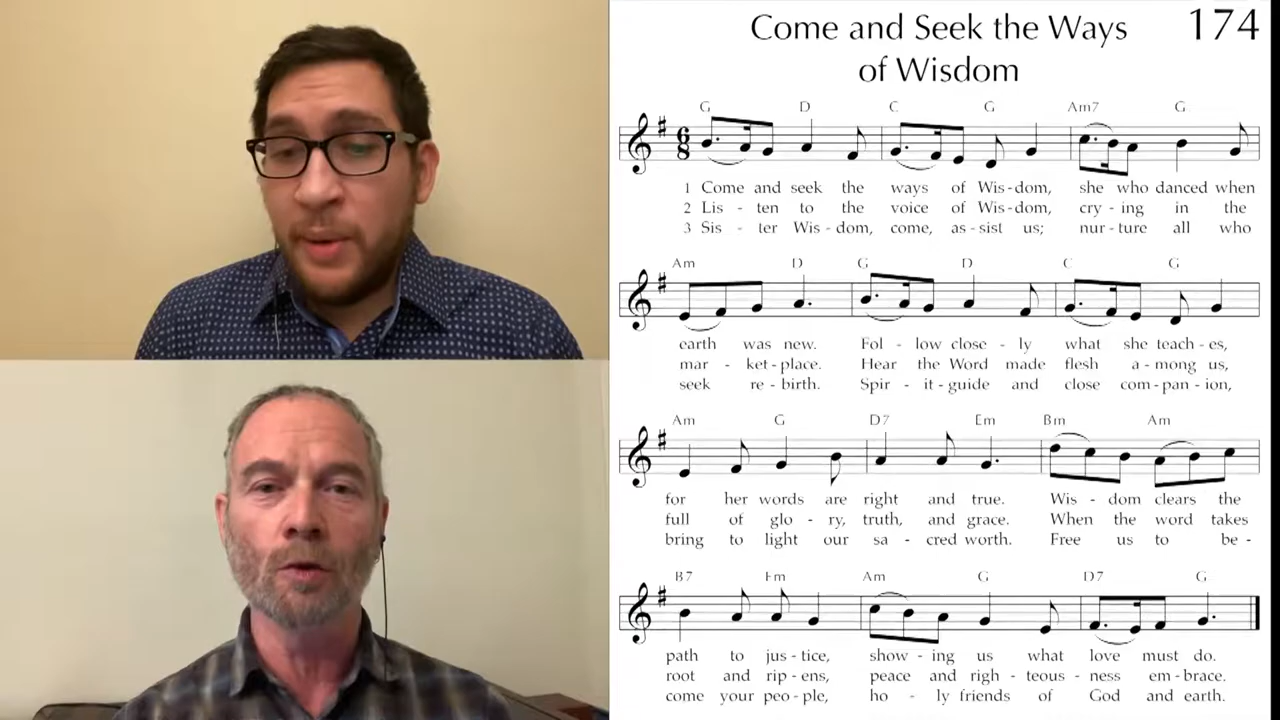 Come and Seek the Ways 174
of Wisdom
G D C G Am7 G
6
8
1 Come and seek the ways of Wis-dom, she who danced when
2 Lis - ten to the voice of Wis-dom, cry-ing in the
3 Sis - ter Wis-dom, come, as-sist us; nur-ture all who
Am D G D C G
earth was new. Fol - low close-ly what she teach-es,
mar - ket-place. Hear the Word made flesh a-mong us,
seek re-birth. Spir - it-guide and close com-pan-ion,
Am G D7 Em Bm Am
for her words are right and true. Wis - dom clears the
full of glo-ry, truth, and grace. When the word takes
bring to light our sa - cred worth. Free us to be -
B7 Em Am G D7 G
path to jus-tice, show - ing us what love must do.
root and rip-ens, peace and righ - teous - ness em-brace.
come your peo-ple, ho - ly friends of God and earth.